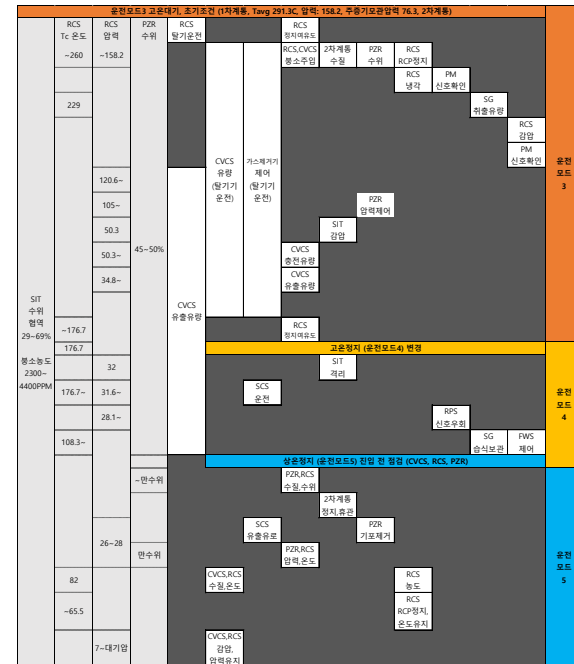 운전모드3 고온대기, 초기조건 (1차계통, Tavg 291.3C, 압력: 158.2, 주증기모관압력 76.3, 2차계통)
RCS
Tc 온도
RCS
압력
PZR
수위
RCS
탈기운전
RCS
정지여유도
~260
~158.2
RCS,CVCS
붕소주입
2차계통
수질
PZR
수위
RCS
RCP정지
RCS
냉각
PM
신호확인
229
SG
취출유량
RCS
감압
PM
신호확인
CVCS
유량
(탈기기
운전)
가스제거기
제어
(탈기기
운전)
운전
모드
3
120.6~
105~
PZR
압력제어
50.3
SIT
감압
50.3~
45~50%
CVCS
충전유량
34.8~
CVCS
유출유량
CVCS
유출유량
SIT
수위
협역
29~69%
붕소농도
2300~
4400PPM
~176.7
RCS
정지여유도
176.7
고온정지 (운전모드4) 변경
32
SIT
격리
176.7~
31.6~
SCS
운전
운전
모드
4
28.1~
RPS
신호우회
108.3~
SG
습식보관
FWS
제어
상온정지 (운전모드5) 진입 전 점검 (CVCS, RCS, PZR)
~만수위
PZR,RCS
수질,수위
2차계통
정지,휴관
26~28
SCS
유출유로
PZR
기포제거
만수위
PZR,RCS
압력,온도
운전
모드
5
82
CVCS,RCS
수질,온도
RCS
농도
~65.5
RCS
RCP정지,
온도유지
7~대기압
CVCS,RCS
감압,
압력유지